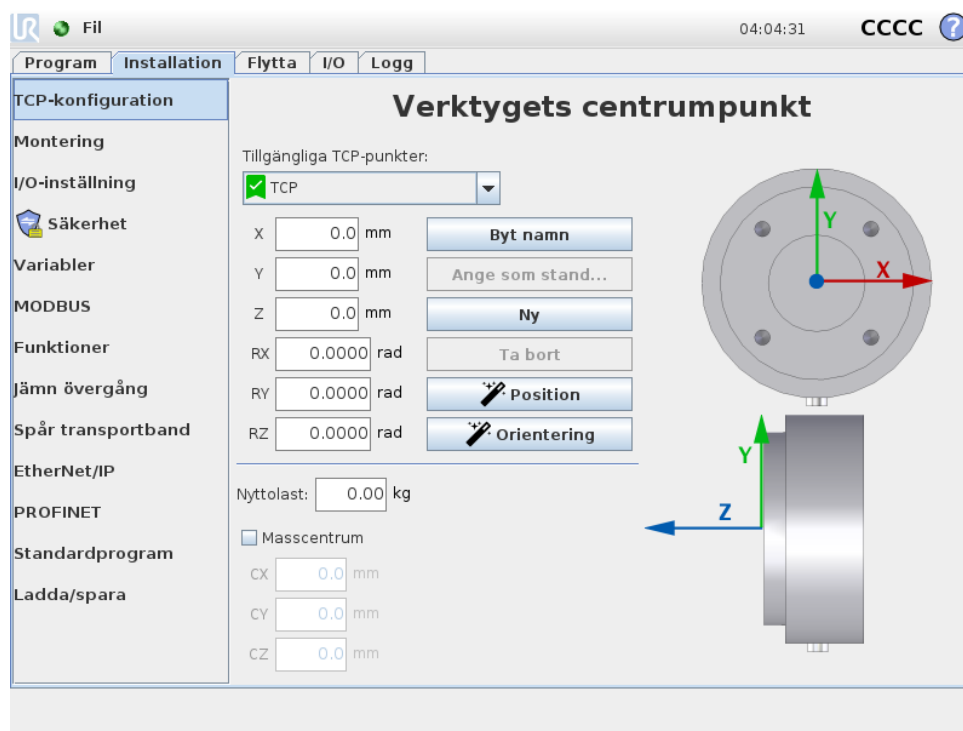 UR Fil 04:04:31 CCCC ?
Program Installation Flytta I/O Logg
TCP-konfiguration
Montering
I/O-inställning
Säkerhet
Variabler
MODBUS
Funktioner
Jämn övergång
Spår transportband
EtherNet/IP
PROFINET
Standardprogram
Ladda/spara
Verktygets centrumpunkt
Tillgängliga TCP-punkter:
TCP
X 0.0 mm Byt namn
Y 0.0 mm Ange som stand...
Z 0.0 mm Ny
RX 0.0000 rad Ta bort
RY 0.0000 rad Position
RZ 0.0000 rad Orientering
Nyttolast: 0.00 kg
Masscentrum
CX 0.0 mm
CY 0.0 mm
CZ 0.0 mm
Y
X
Y
Z